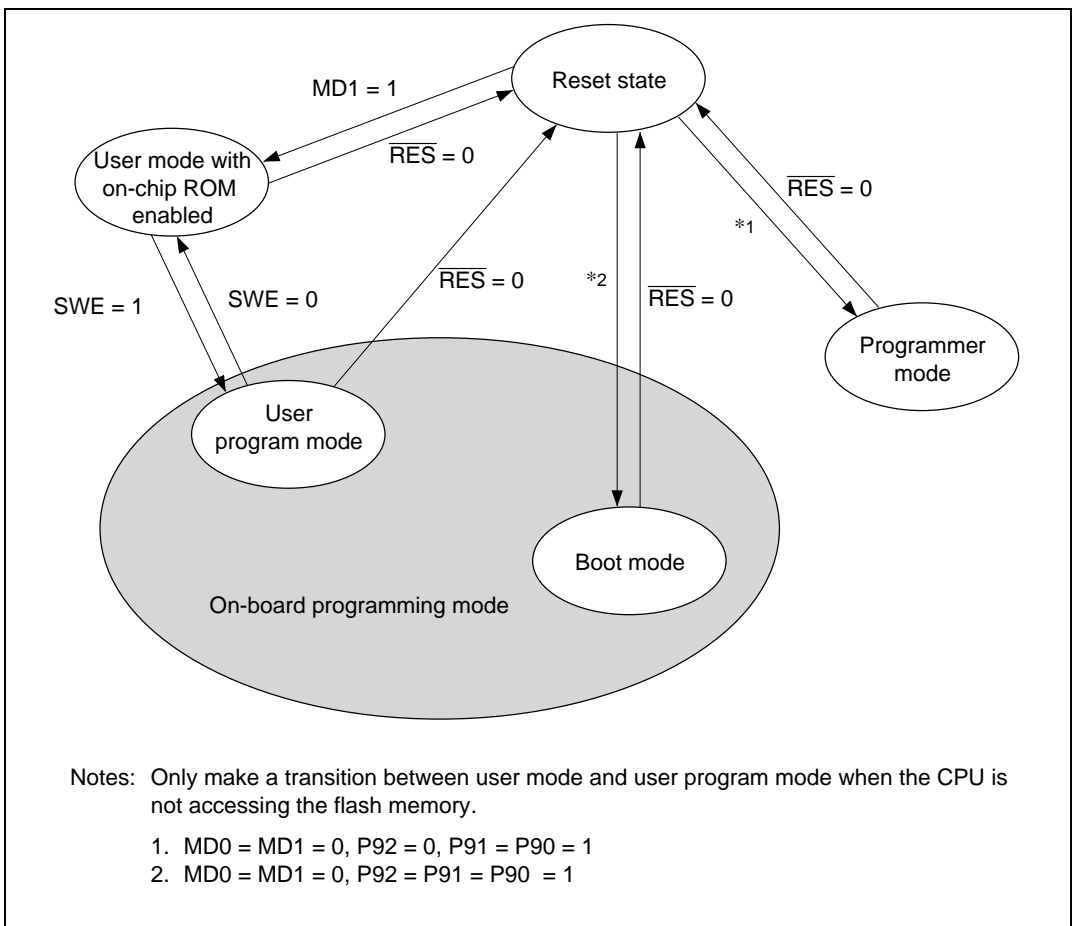 Reset state
MD1 = 1
RES = 0
User mode with
on-chip ROM
enabled
RES = 0
*1
RES = 0
*2
RES = 0
SWE = 1
SWE = 0
Programmer
mode
User
program mode
Boot mode
On-board programming mode
Notes: Only make a transition between user mode and user program mode when the CPU is
not accessing the flash memory.
1. MD0 = MD1 = 0, P92 = 0, P91 = P90 = 1
2. MD0 = MD1 = 0, P92 = P91 = P90 = 1